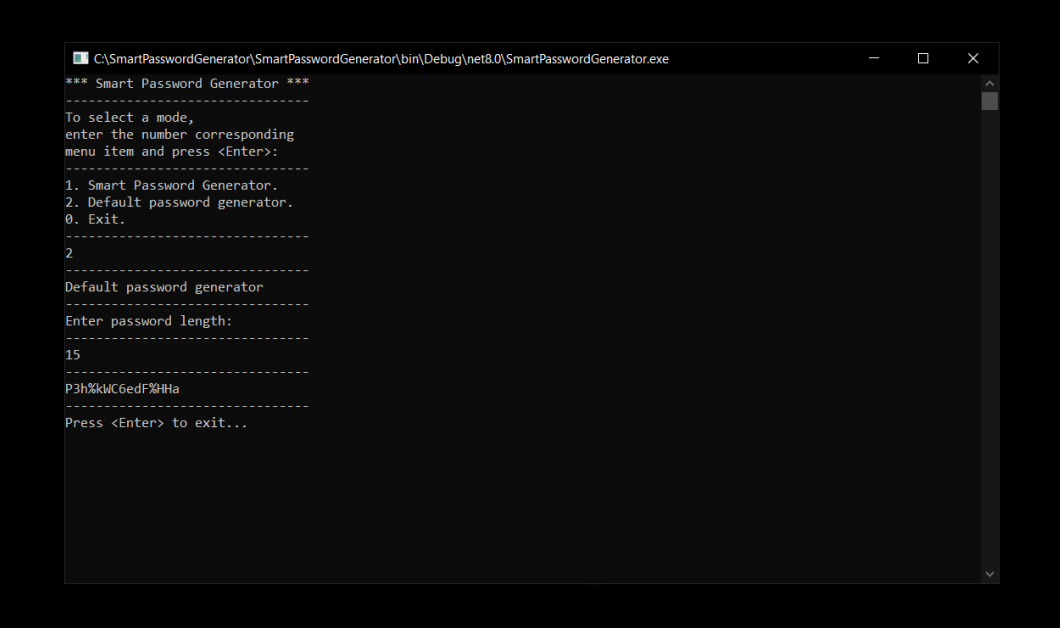 C:\SmartPasswordGenerator\SmartPasswordGenerator\bin\Debug\net8.0\SmartPasswordGenerator.exe
*** Smart Password Generator ***
--------------------------------
To select a mode,
enter the number corresponding
menu item and press <Enter>:
--------------------------------
1. Smart Password Generator.
2. Default password generator.
0. Exit.
--------------------------------
2
--------------------------------
Default password generator
--------------------------------
Enter password length:
--------------------------------
15
--------------------------------
P3h%kWC6edF%HHa
--------------------------------
Press <Enter> to exit...